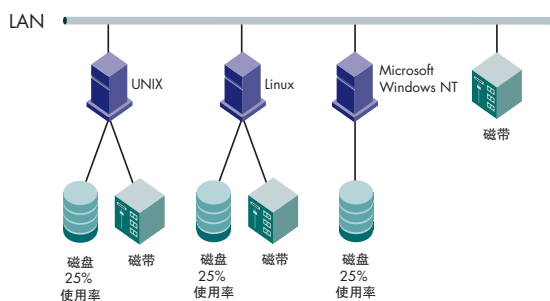 LAN
UNIX
Linux
Microsoft
Windows NT
磁带
磁盘
25%
使用率
磁带
磁盘
25%
使用率
磁带
磁盘
25%
使用率